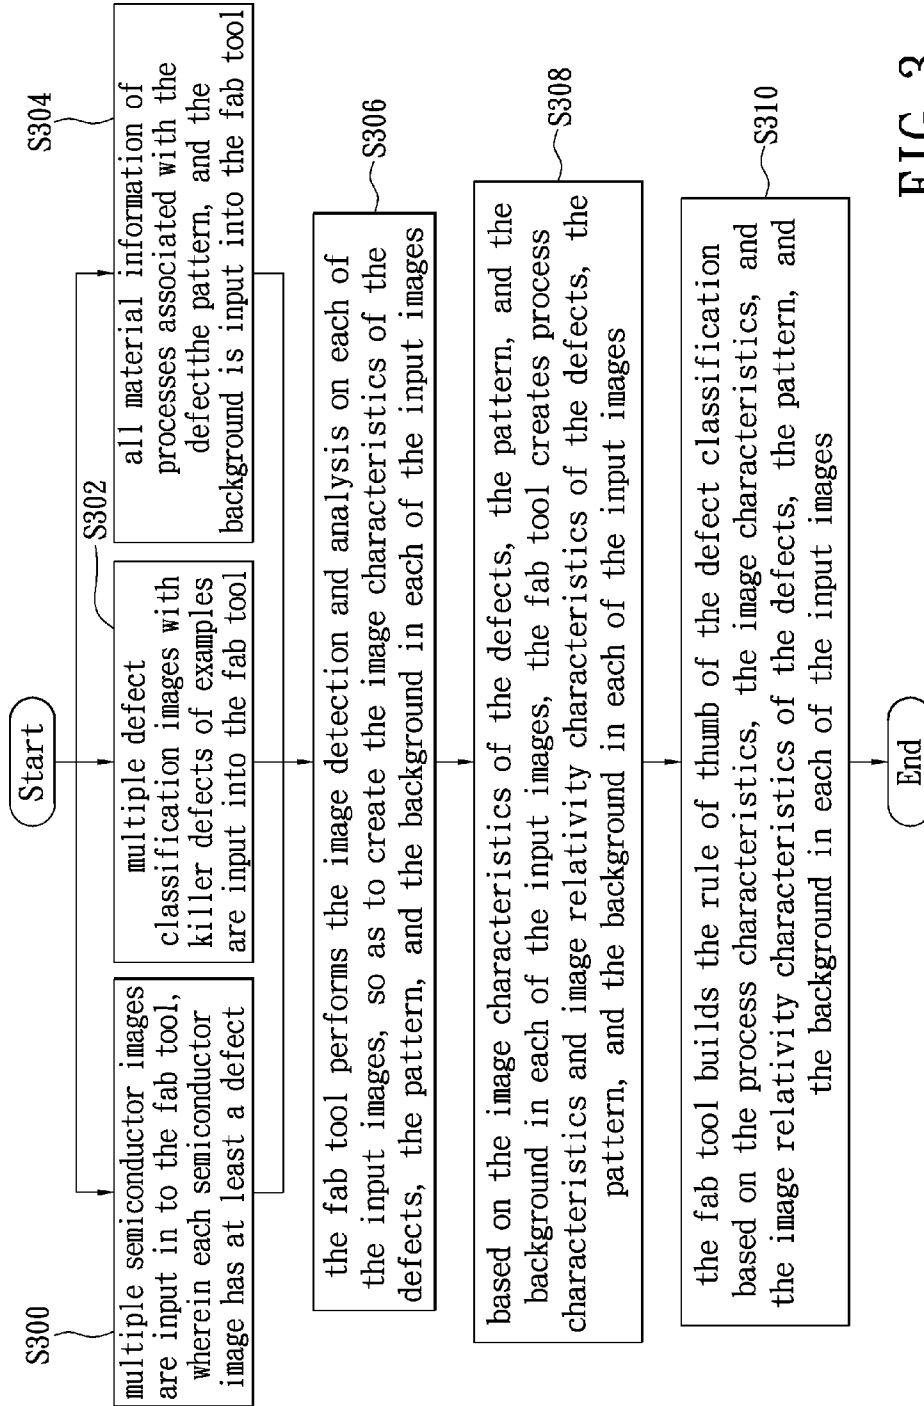 Start
S300
multiple semiconductor images
are input in to the fab tool,
wherein each semiconductor
image has at least a defect
S302
multiple defect
classification images with
killer defects of examples
are input into the fab tool
S304
all material information of
processes associated with the
defectthe pattern, and the
background is input into the fab tool
S306
the fab tool performs the image detection and analysis on each of
the input images, so as to create the image characteristics of the
defects, the pattern, and the background in each of the input images
S308
based on the image characteristics of the defects, the pattern, and the
background in each of the input images, the fab tool creates process
characteristics and image relativity characteristics of the defects, the
pattern, and the background in each of the input images
S310
the fab tool builds the rule of thumb of the defect classification
based on the process characteristics, the image characteristics, and
the image relativity characteristics of the defects, the pattern, and
the background in each of the input images
End
FIG. 3